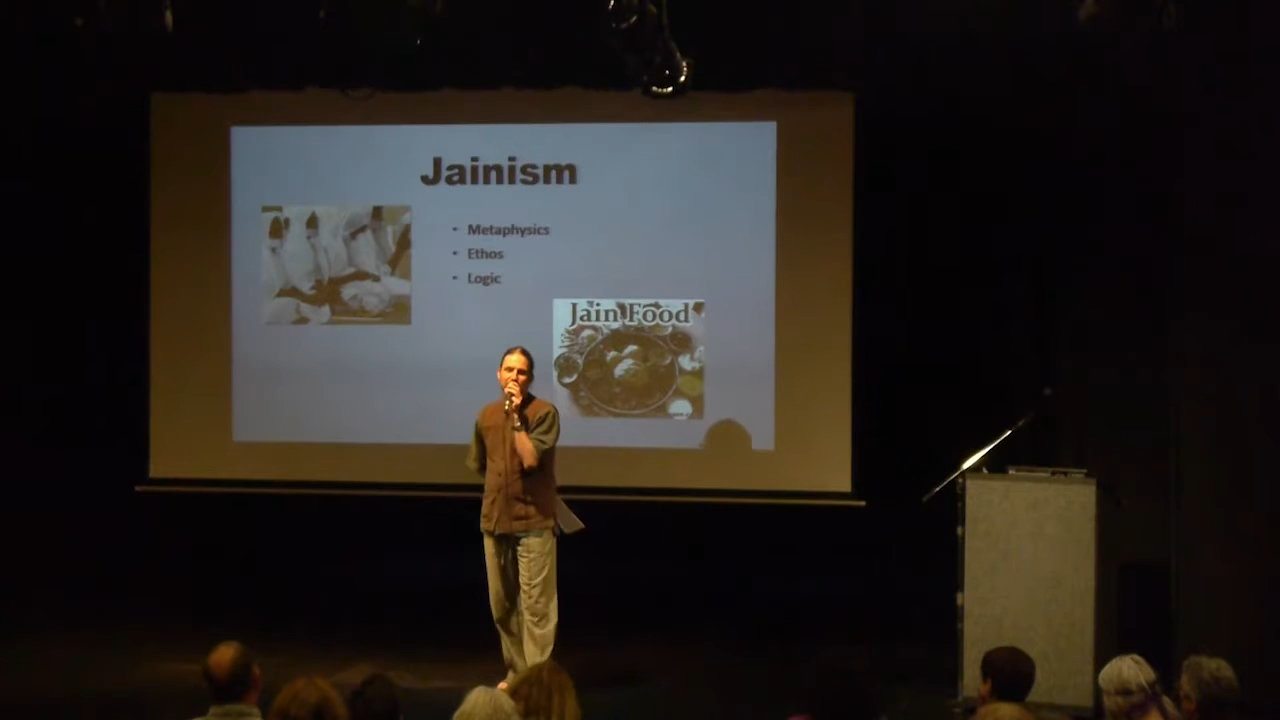 Jainism
• Metaphysics
• Ethos
• Logic
Jain Food